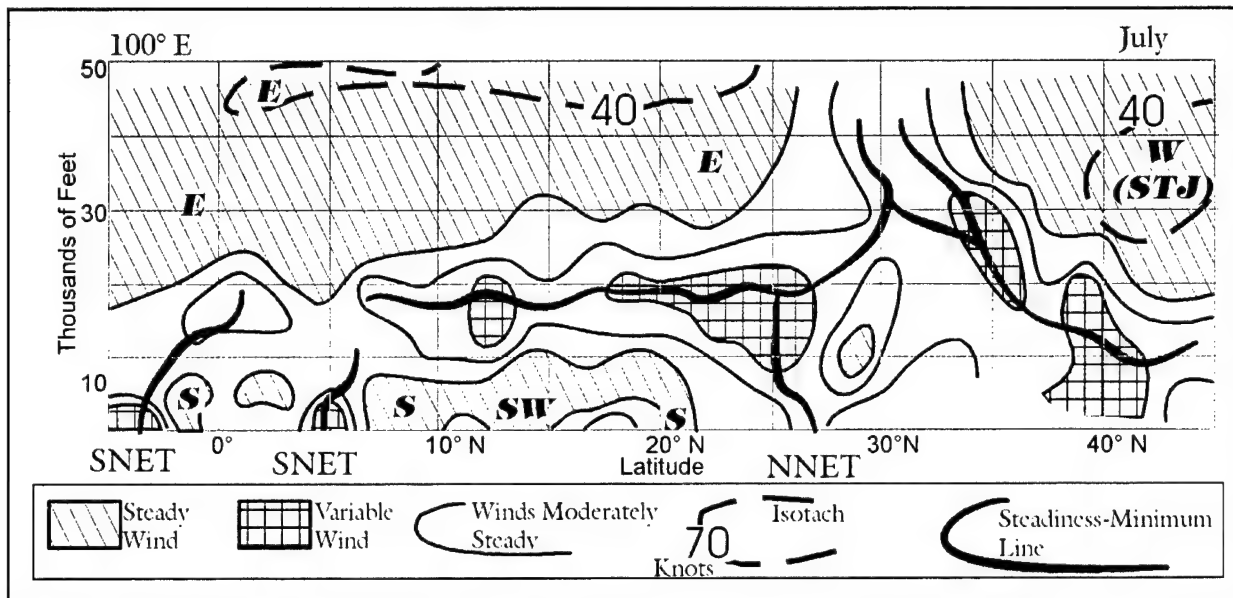 100° E July
50
E
40
40
E
W
(STJ)
E
30
20
Thousands of Feet
10
S
S
SW
S
0° 10° N 20° N 30° N 40° N
SNET SNET Latitude NNET
Steady Wind
Variable Wind
Winds Moderately Steady
70
Knots
Isotach
Steadiness-Minimum Line